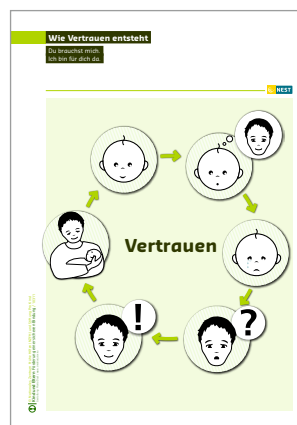 Wie Vertrauen entsteht
Du brauchst mich.
Ich bin für dich da.
NEST
Vertrauen
!
?